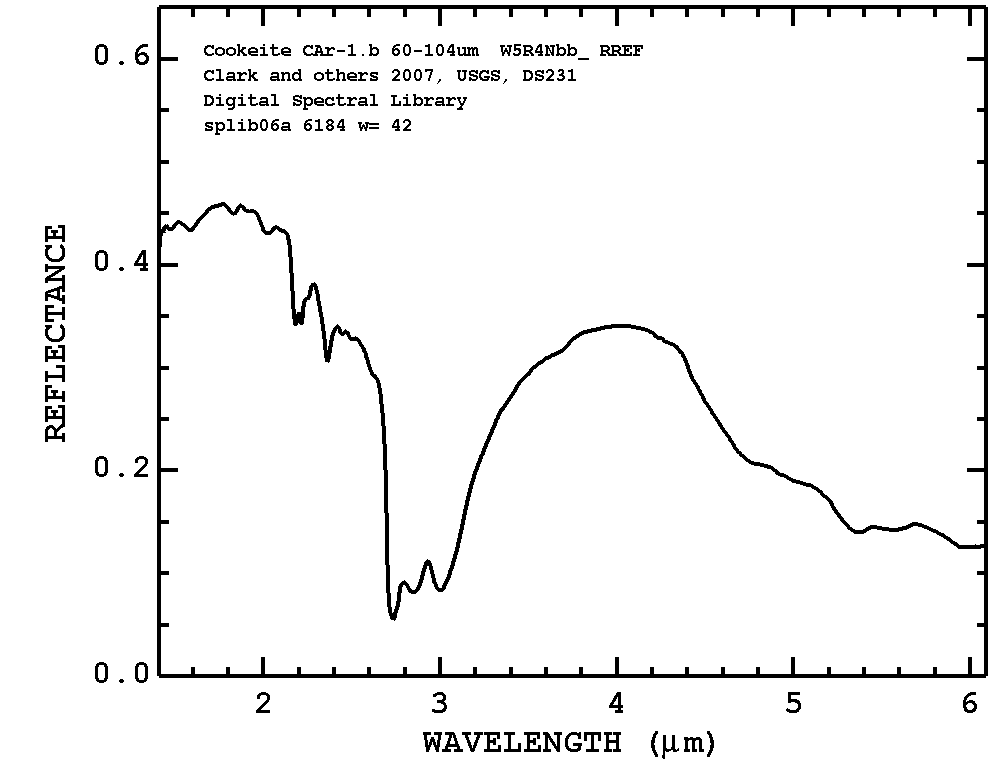 0.6
Cookeite CAr-1.b 60-104um W5R4Nbb_ RREF
Clark and others 2007, USGS, DS231
Digital Spectral Library
splib06a 6184 w= 42
0.4
REFLECTANCE
0.2
0.0
2 3 4 5 6
WAVELENGTH (μm)